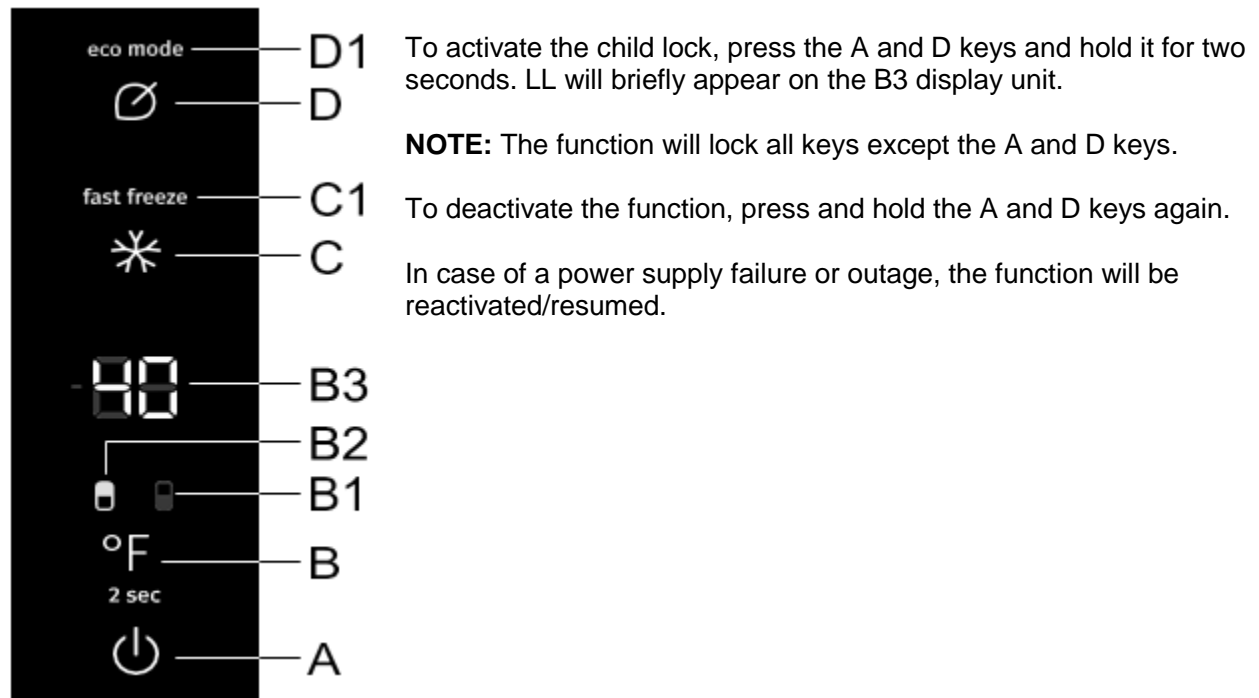 eco mode
D1
D
fast freeze
C1
C
-40
B3
B2
B1
°F
B
2 sec
A
To activate the child lock, press the A and D keys and hold it for two
seconds. LL will briefly appear on the B3 display unit.
NOTE: The function will lock all keys except the A and D keys.
To deactivate the function, press and hold the A and D keys again.
In case of a power supply failure or outage, the function will be
reactivated/resumed.